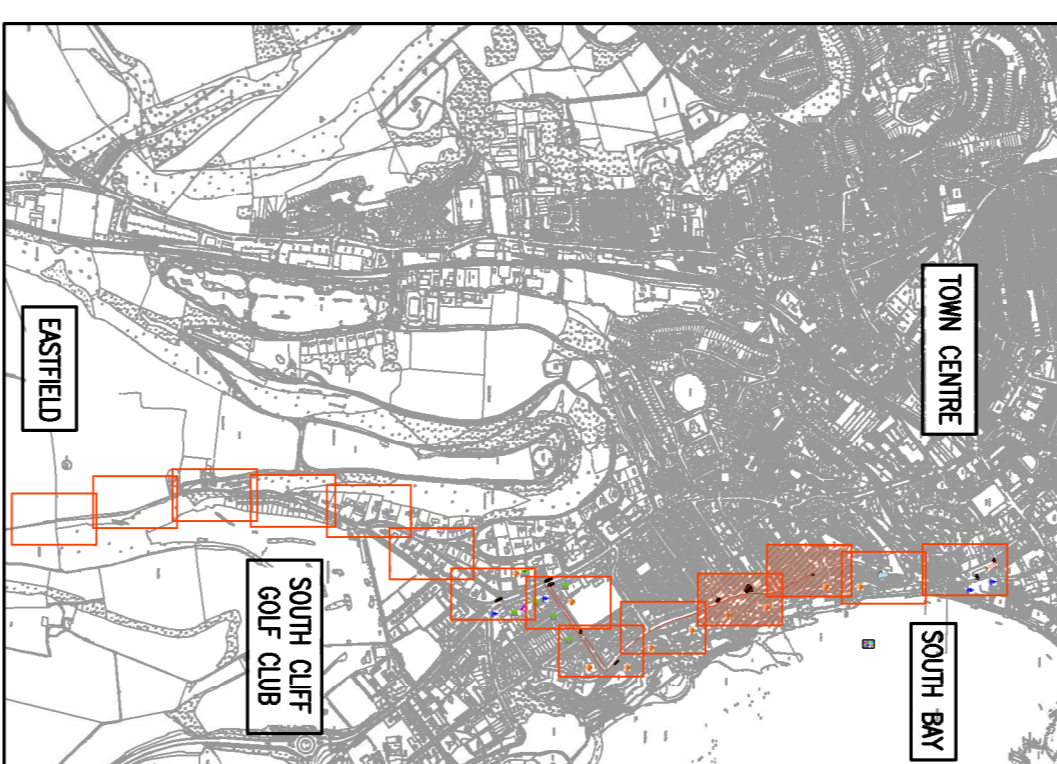 TOWN CENTRE
SOUTH BAY
SOUTH CLIFF
GOLF CLUB
EASTFIELD